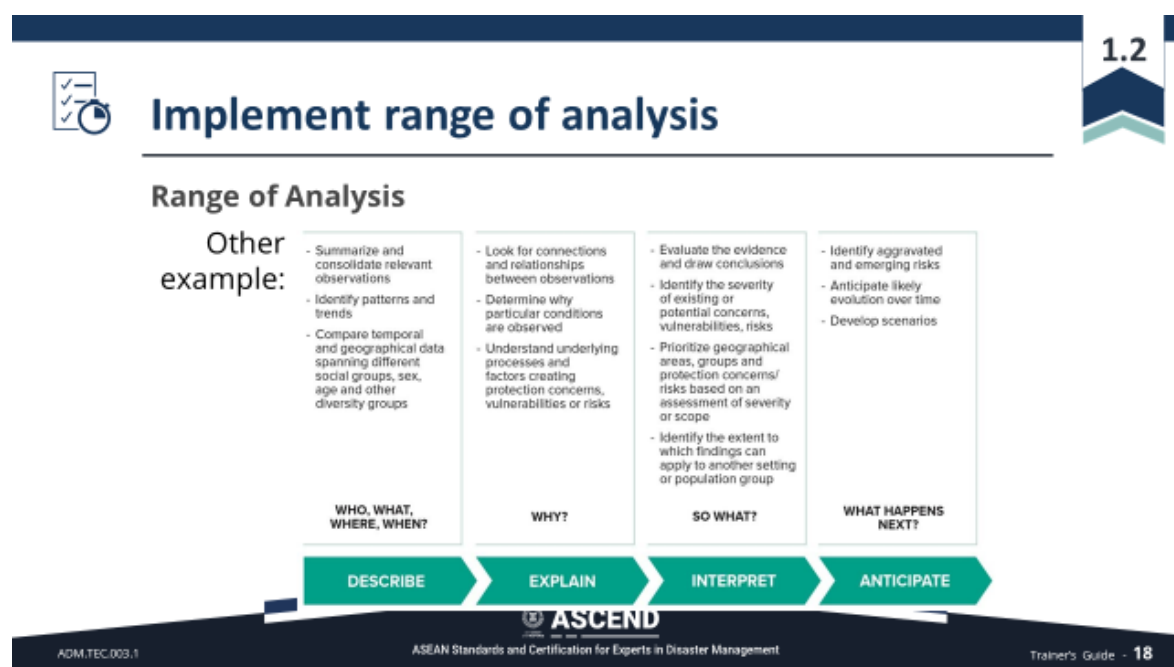 1.2
Implement range of analysis
Range of Analysis
Other
example:
- Summarize and
consolidate relevant
observations
- Identify patterns and
trends
- Compare temporal
and geographical data
spanning different
social groups, sex,
age and other
diversity groups
WHO, WHAT,
WHERE, WHEN?
- Look for connections
and relationships
between observations
- Determine why
particular conditions
are observed
- Understand underlying
processes and
factors creating
protection concerns,
vulnerabilities or risks
WHY?
- Evaluate the evidence
and draw conclusions
- Identify the severity
of existing or
potential concerns,
vulnerabilities, risks
- Prioritize geographical
areas, groups and
protection concerns/
risks based on an
assessment of severity
or scope
- Identify the extent to
which findings can
apply to another setting
or population group
SO WHAT?
- Identify aggravated
and emerging risks
- Anticipate likely
evolution over time
- Develop scenarios
WHAT HAPPENS
NEXT?
DESCRIBE
EXPLAIN
INTERPRET
ANTICIPATE
ASCEND
ADM.TEC.003.1
ASEAN Standards and Certification for Experts in Disaster Management
Trainer's Guide - 18